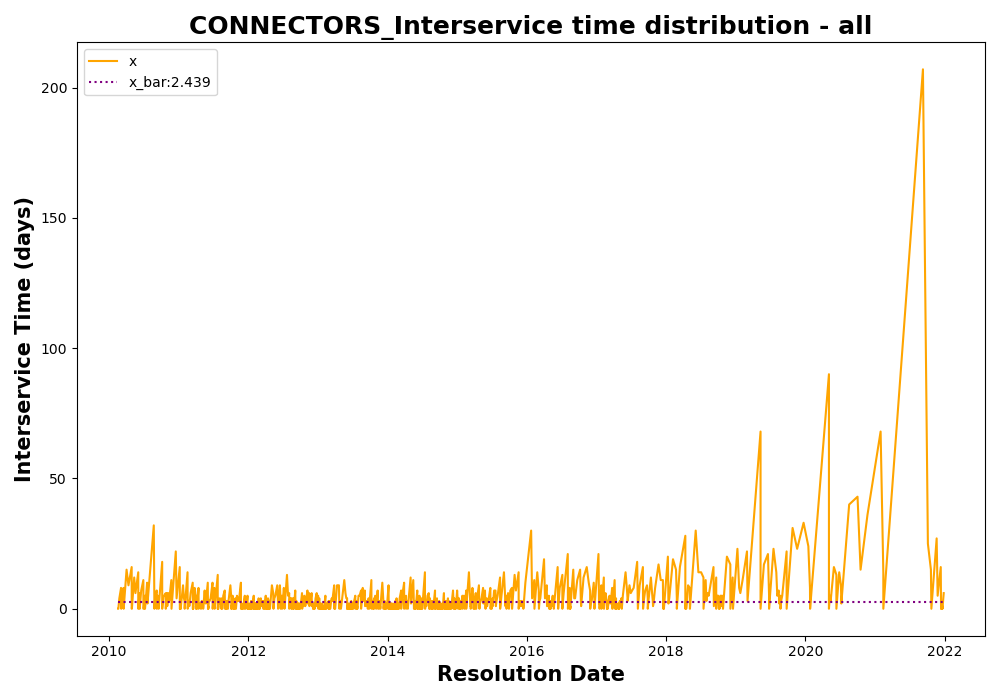 CONNECTORS_Interservice time distribution - all
x
x_bar:2.439
Interservice Time (days)
200
150
100
50
0
2010
2012
2014
2016
2018
2020
2022
Resolution Date